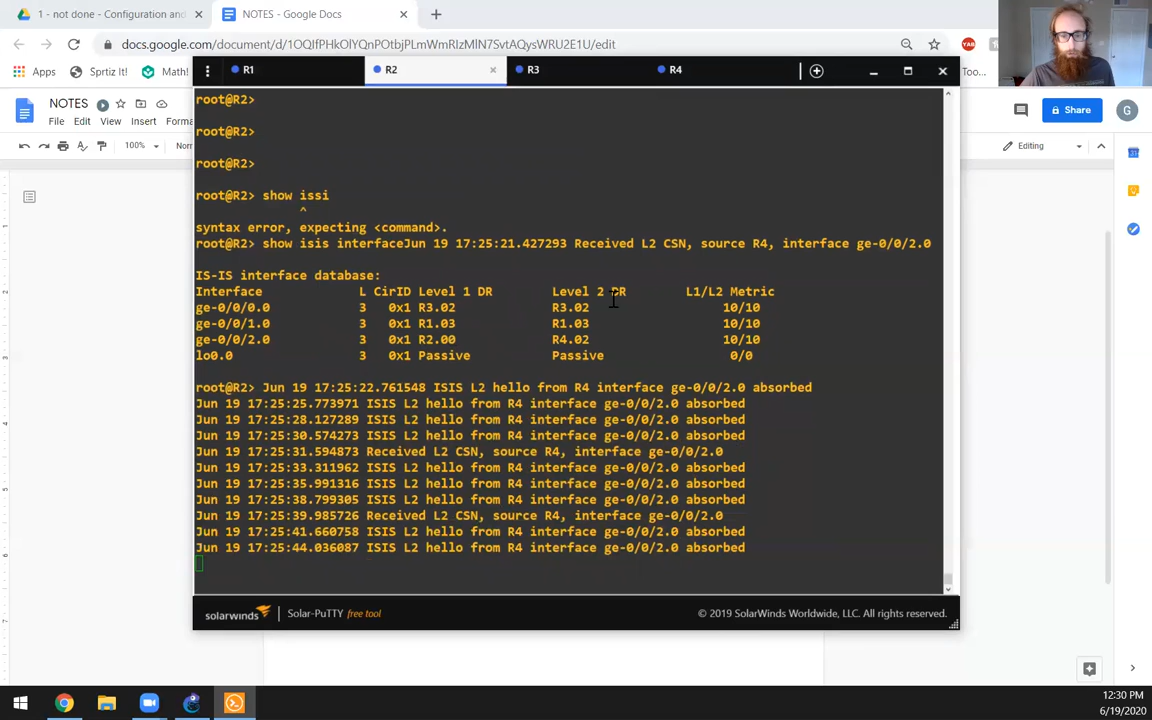 1 - not done - Configuration and
NOTES - Google Docs
docs.google.com/document/d/1OQIfPHkOlYQnPOtbjPLmWmRIzMlN7SvtAQysWRU2E1U/edit
YAB
Apps
Sprtiz It!
Math!
Too...
R1
R2
R3
R4
NOTES
File Edit View Insert Forma
100%
Nor
Share
G
Editing
31
root@R2>
root@R2>
root@R2>
root@R2> show issi
^
syntax error, expecting <command>.
root@R2> show isis interfaceJun 19 17:25:21.427293 Received L2 CSN, source R4, interface ge-0/0/2.0
IS-IS interface database:
Interface L CirID Level 1 DR Level 2 DR L1/L2 Metric
ge-0/0/0.0 3 0x1 R3.02 R3.02 10/10
ge-0/0/1.0 3 0x1 R1.03 R1.03 10/10
ge-0/0/2.0 3 0x1 R2.00 R4.02 10/10
lo0.0 3 0x1 Passive Passive 0/0
root@R2> Jun 19 17:25:22.761548 ISIS L2 hello from R4 interface ge-0/0/2.0 absorbed
Jun 19 17:25:25.773971 ISIS L2 hello from R4 interface ge-0/0/2.0 absorbed
Jun 19 17:25:28.127289 ISIS L2 hello from R4 interface ge-0/0/2.0 absorbed
Jun 19 17:25:30.574273 ISIS L2 hello from R4 interface ge-0/0/2.0 absorbed
Jun 19 17:25:31.594873 Received L2 CSN, source R4, interface ge-0/0/2.0
Jun 19 17:25:33.311962 ISIS L2 hello from R4 interface ge-0/0/2.0 absorbed
Jun 19 17:25:35.991316 ISIS L2 hello from R4 interface ge-0/0/2.0 absorbed
Jun 19 17:25:38.799305 ISIS L2 hello from R4 interface ge-0/0/2.0 absorbed
Jun 19 17:25:39.985726 Received L2 CSN, source R4, interface ge-0/0/2.0
Jun 19 17:25:41.660758 ISIS L2 hello from R4 interface ge-0/0/2.0 absorbed
Jun 19 17:25:44.036087 ISIS L2 hello from R4 interface ge-0/0/2.0 absorbed
solarwinds Solar-PuTTY free tool
© 2019 SolarWinds Worldwide, LLC. All rights reserved.
12:30 PM
6/19/2020